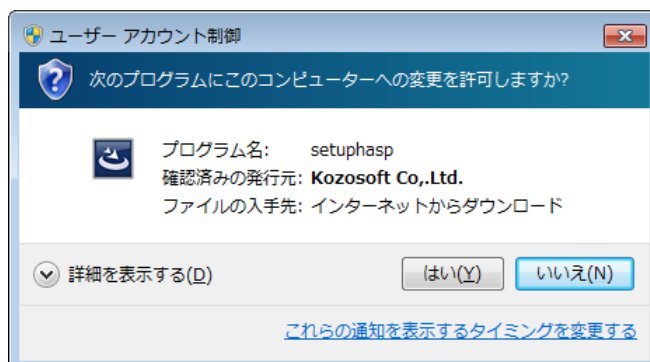 ユーザー アカウント制御
次のプログラムにこのコンピューターへの変更を許可しますか?
プログラム名: setuphasp
確認済みの発行元: Kozosoft Co,.Ltd.
ファイルの入手先: インターネットからダウンロード
詳細を表示する(D) はい(Y) いいえ(N)
これらの通知を表示するタイミングを変更する